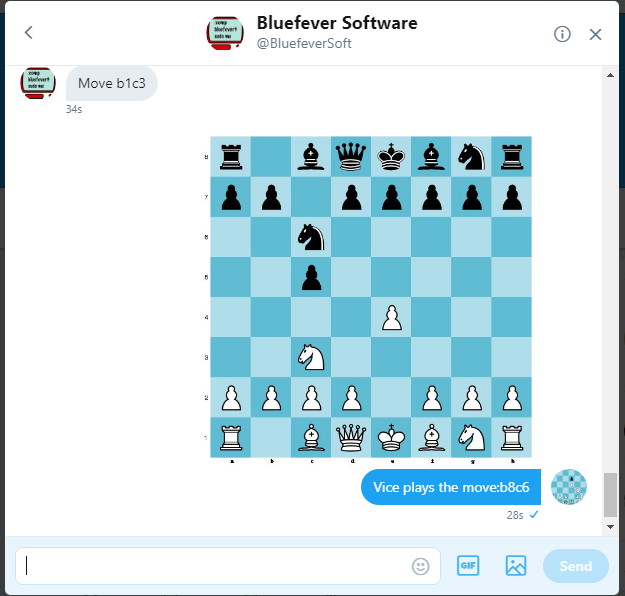 Bluefever Software
@BluefeverSoft
Move b1c3
34s
8
7
6
5
4
3
2
1
a b c d e f g h
Vice plays the move:b8c6
28s
GIF
Send